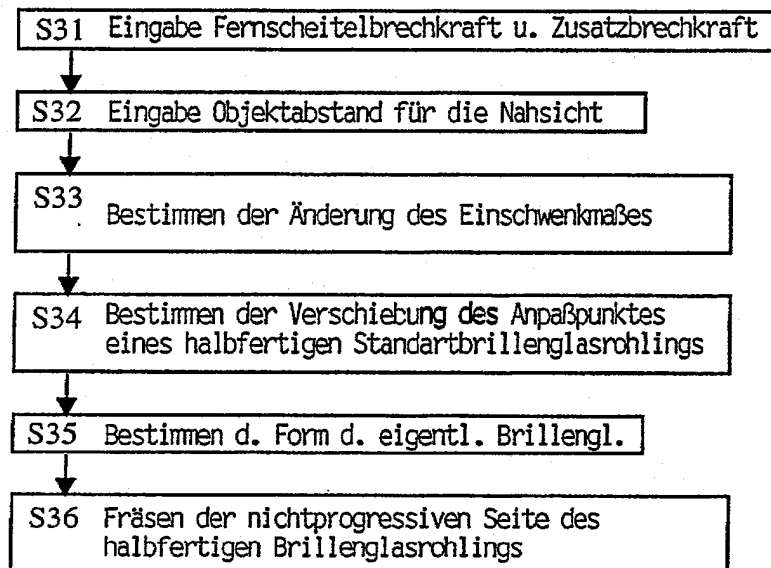 S31 Eingabe Fernscheitelbrechkraft u. Zusatzbrechkraft
S32 Eingabe Objektabstand für die Nahsicht
S33
Bestimmen der Änderung des Einschwenkmaßes
S34 Bestimmen der Verschiebung des Anpaßpunktes
eines halbfertigen Standartbrillenglasrohlings
S35 Bestimmen d. Form d. eigentl. Brillengl.
S36 Fräsen der nichtprogressiven Seite des
halbfertigen Brillenglasrohlings